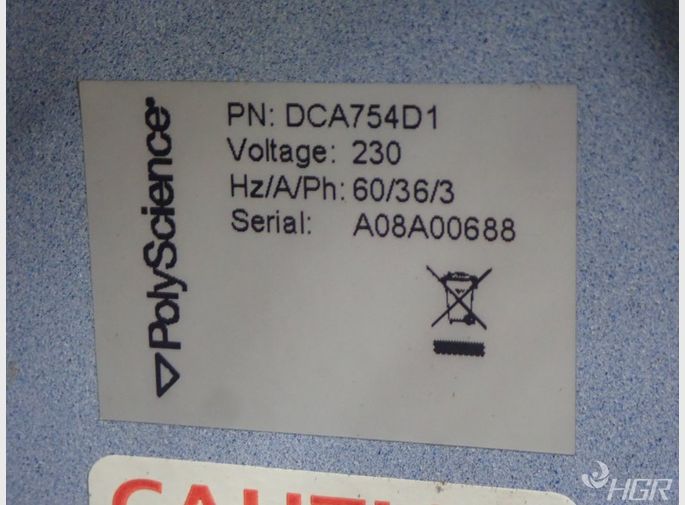 PolyScience
PN: DCA754D1
Voltage: 230
Hz/A/Ph: 60/36/3
Serial: A08A00688
HGR